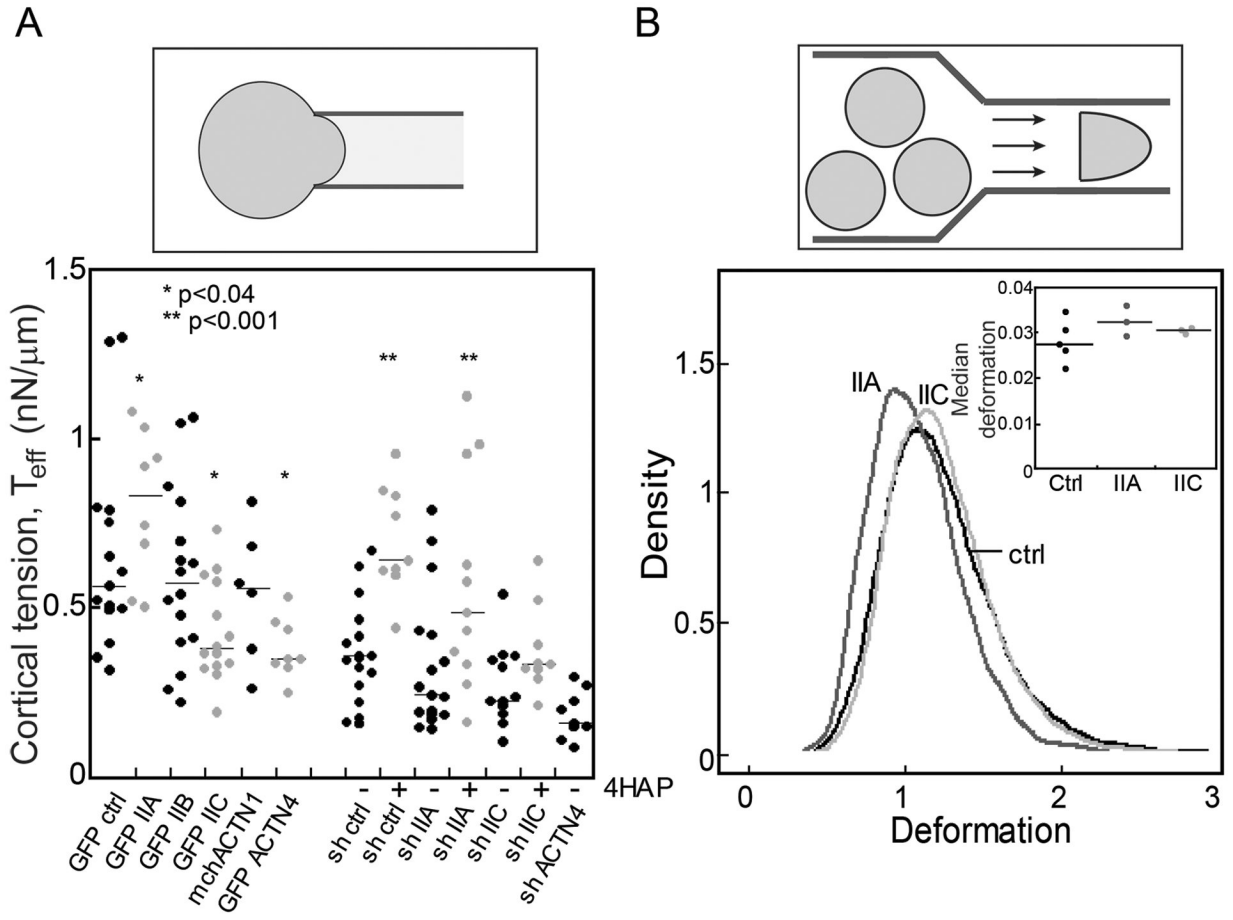 A
B
1.5
1
0.5
0
Cortical tension, Teff (nN/μm)
* p<0.04
** p<0.001
*
*
*
**
**
GFP ctrl
GFP IIA
GFP IIB
GFP IIC
mchACTN1
GFP ACTN4
sh ctrl -
sh ctrl +
sh IIA -
sh IIA +
sh IIC -
sh IIC +
sh ACTN4 -
4HAP
1.5
1
0.5
0
Density
IIA
IIC
ctrl
0 1 2 3
Deformation
Median
deformation
0.04
0.03
0.02
0.01
0
Ctrl IIA IIC